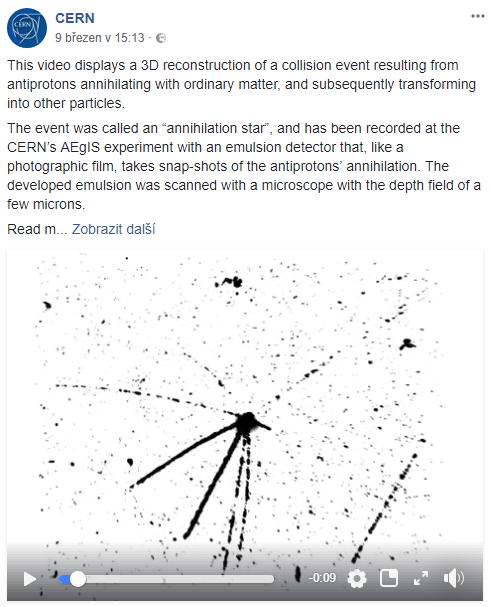 CERN
CERN
9 březen v 15:13 ·
This video displays a 3D reconstruction of a collision event resulting from
antiprotons annihilating with ordinary matter, and subsequently transforming
into other particles.
The event was called an “annihilation star”, and has been recorded at the
CERN’s AEgIS experiment with an emulsion detector that, like a
photographic film, takes snap-shots of the antiprotons’ annihilation. The
developed emulsion was scanned with a microscope with the depth field of a
few microns.
Read m... Zobrazit další
-0:09